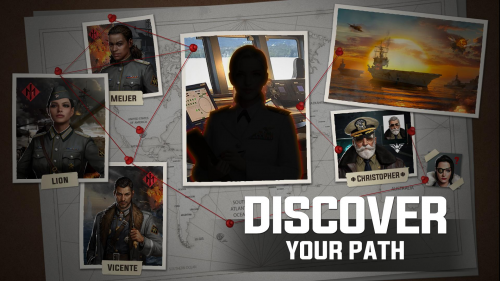 MEIJER
LION
VICENTE
CHRISTOPHER
DISCOVER
YOUR PATH